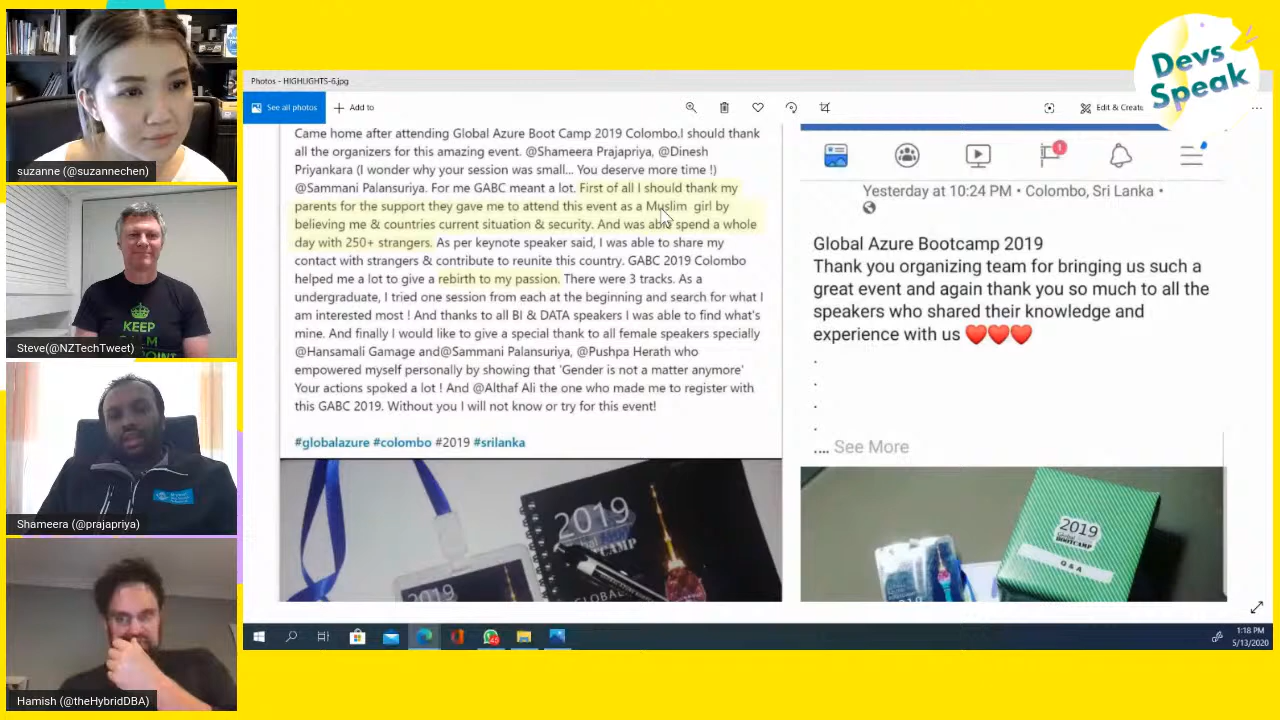 Devs
Speak
suzanne (@suzannechen)
KEEP
CALM
Steve(@NZTechTweet)
Shameera (@prajapriya)
Hamish (@theHybridDBA)
Photos - HIGHLIGHTS-6.jpg
See all photos
Add to
Edit & Create
Came home after attending Global Azure Boot Camp 2019 Colombo.I should thank
all the organizers for this amazing event. @Shameera Prajapriya, @Dinesh
Priyankara (I wonder why your session was small... You deserve more time !)
@Sammani Palansuriya. For me GABC meant a lot. First of all I should thank my
parents for the support they gave me to attend this event as a Muslim girl by
believing me & countries current situation & security. And was able spend a whole
day with 250+ strangers. As per keynote speaker said, I was able to share my
contact with strangers & contribute to reunite this country. GABC 2019 Colombo
helped me a lot to give a rebirth to my passion. There were 3 tracks. As a
undergraduate, I tried one session from each at the beginning and search for what I
am interested most ! And thanks to all BI & DATA speakers I was able to find what's
mine. And finally I would like to give a special thank to all female speakers specially
@Hansamali Gamage and@Sammani Palansuriya, @Pushpa Herath who
empowered myself personally by showing that 'Gender is not a matter anymore'
Your actions spoked a lot ! And @Althaf Ali the one who made me to register with
this GABC 2019. Without you I will not know or try for this event!
#globalazure #colombo #2019 #srilanka
2019
2019
BOOTCAMP
GLOBAL
1
Yesterday at 10:24 PM • Colombo, Sri Lanka •
Global Azure Bootcamp 2019
Thank you organizing team for bringing us such a
great event and again thank you so much to all the
speakers who shared their knowledge and
experience with us ❤️❤️❤️
.
.
.
.
.... See More
2019
Global
BOOTCAMP
Q & A
1:18 PM
5/13/2020